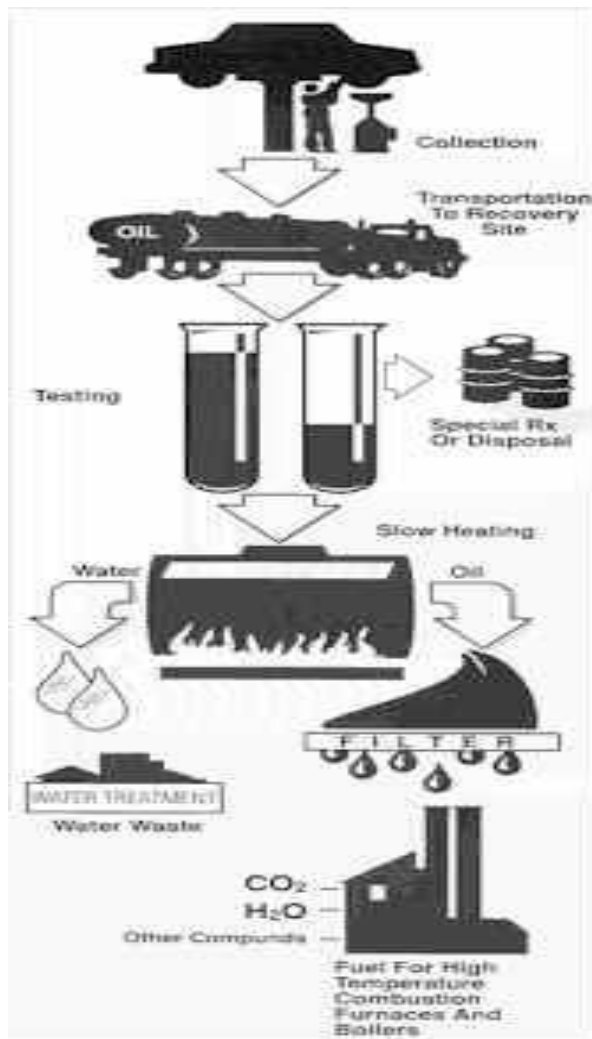 Collection
Transportation
To Recovery
Site
OIL
Testing
Special Rx
Or Disposal
Slow Heating
Water
Oil
FILTER
WATER TREATMENT
Water Waste
CO₂
H₂O
Other Compunds
Fuel For High
Temperature
Combustion
Furnaces And
Boilers